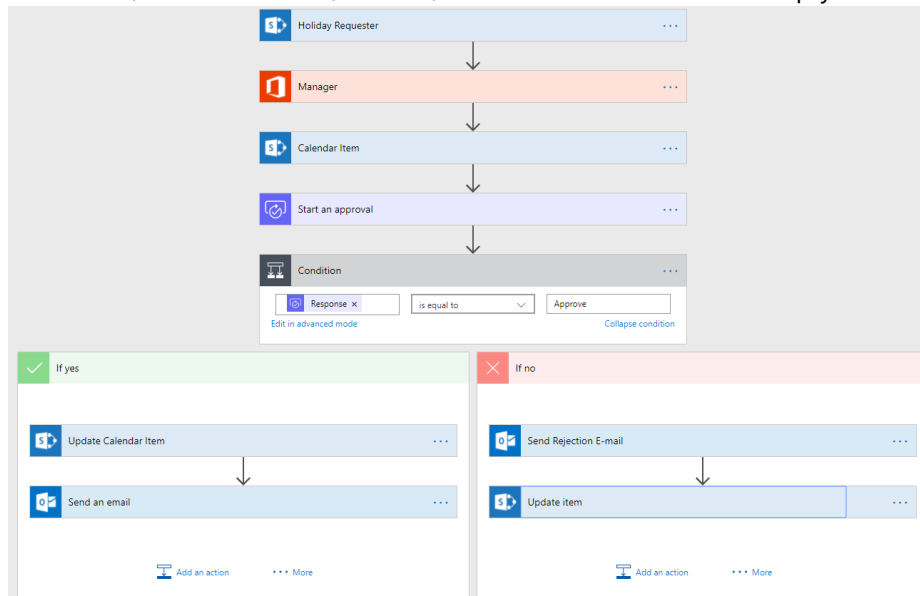 Holiday Requester
Manager
Calendar Item
Start an approval
Condition
Response × is equal to Approve
Edit in advanced mode Collapse condition
If yes If no
Update Calendar Item Send Rejection E-mail
Send an email Update item
Add an action ··· More Add an action ··· More